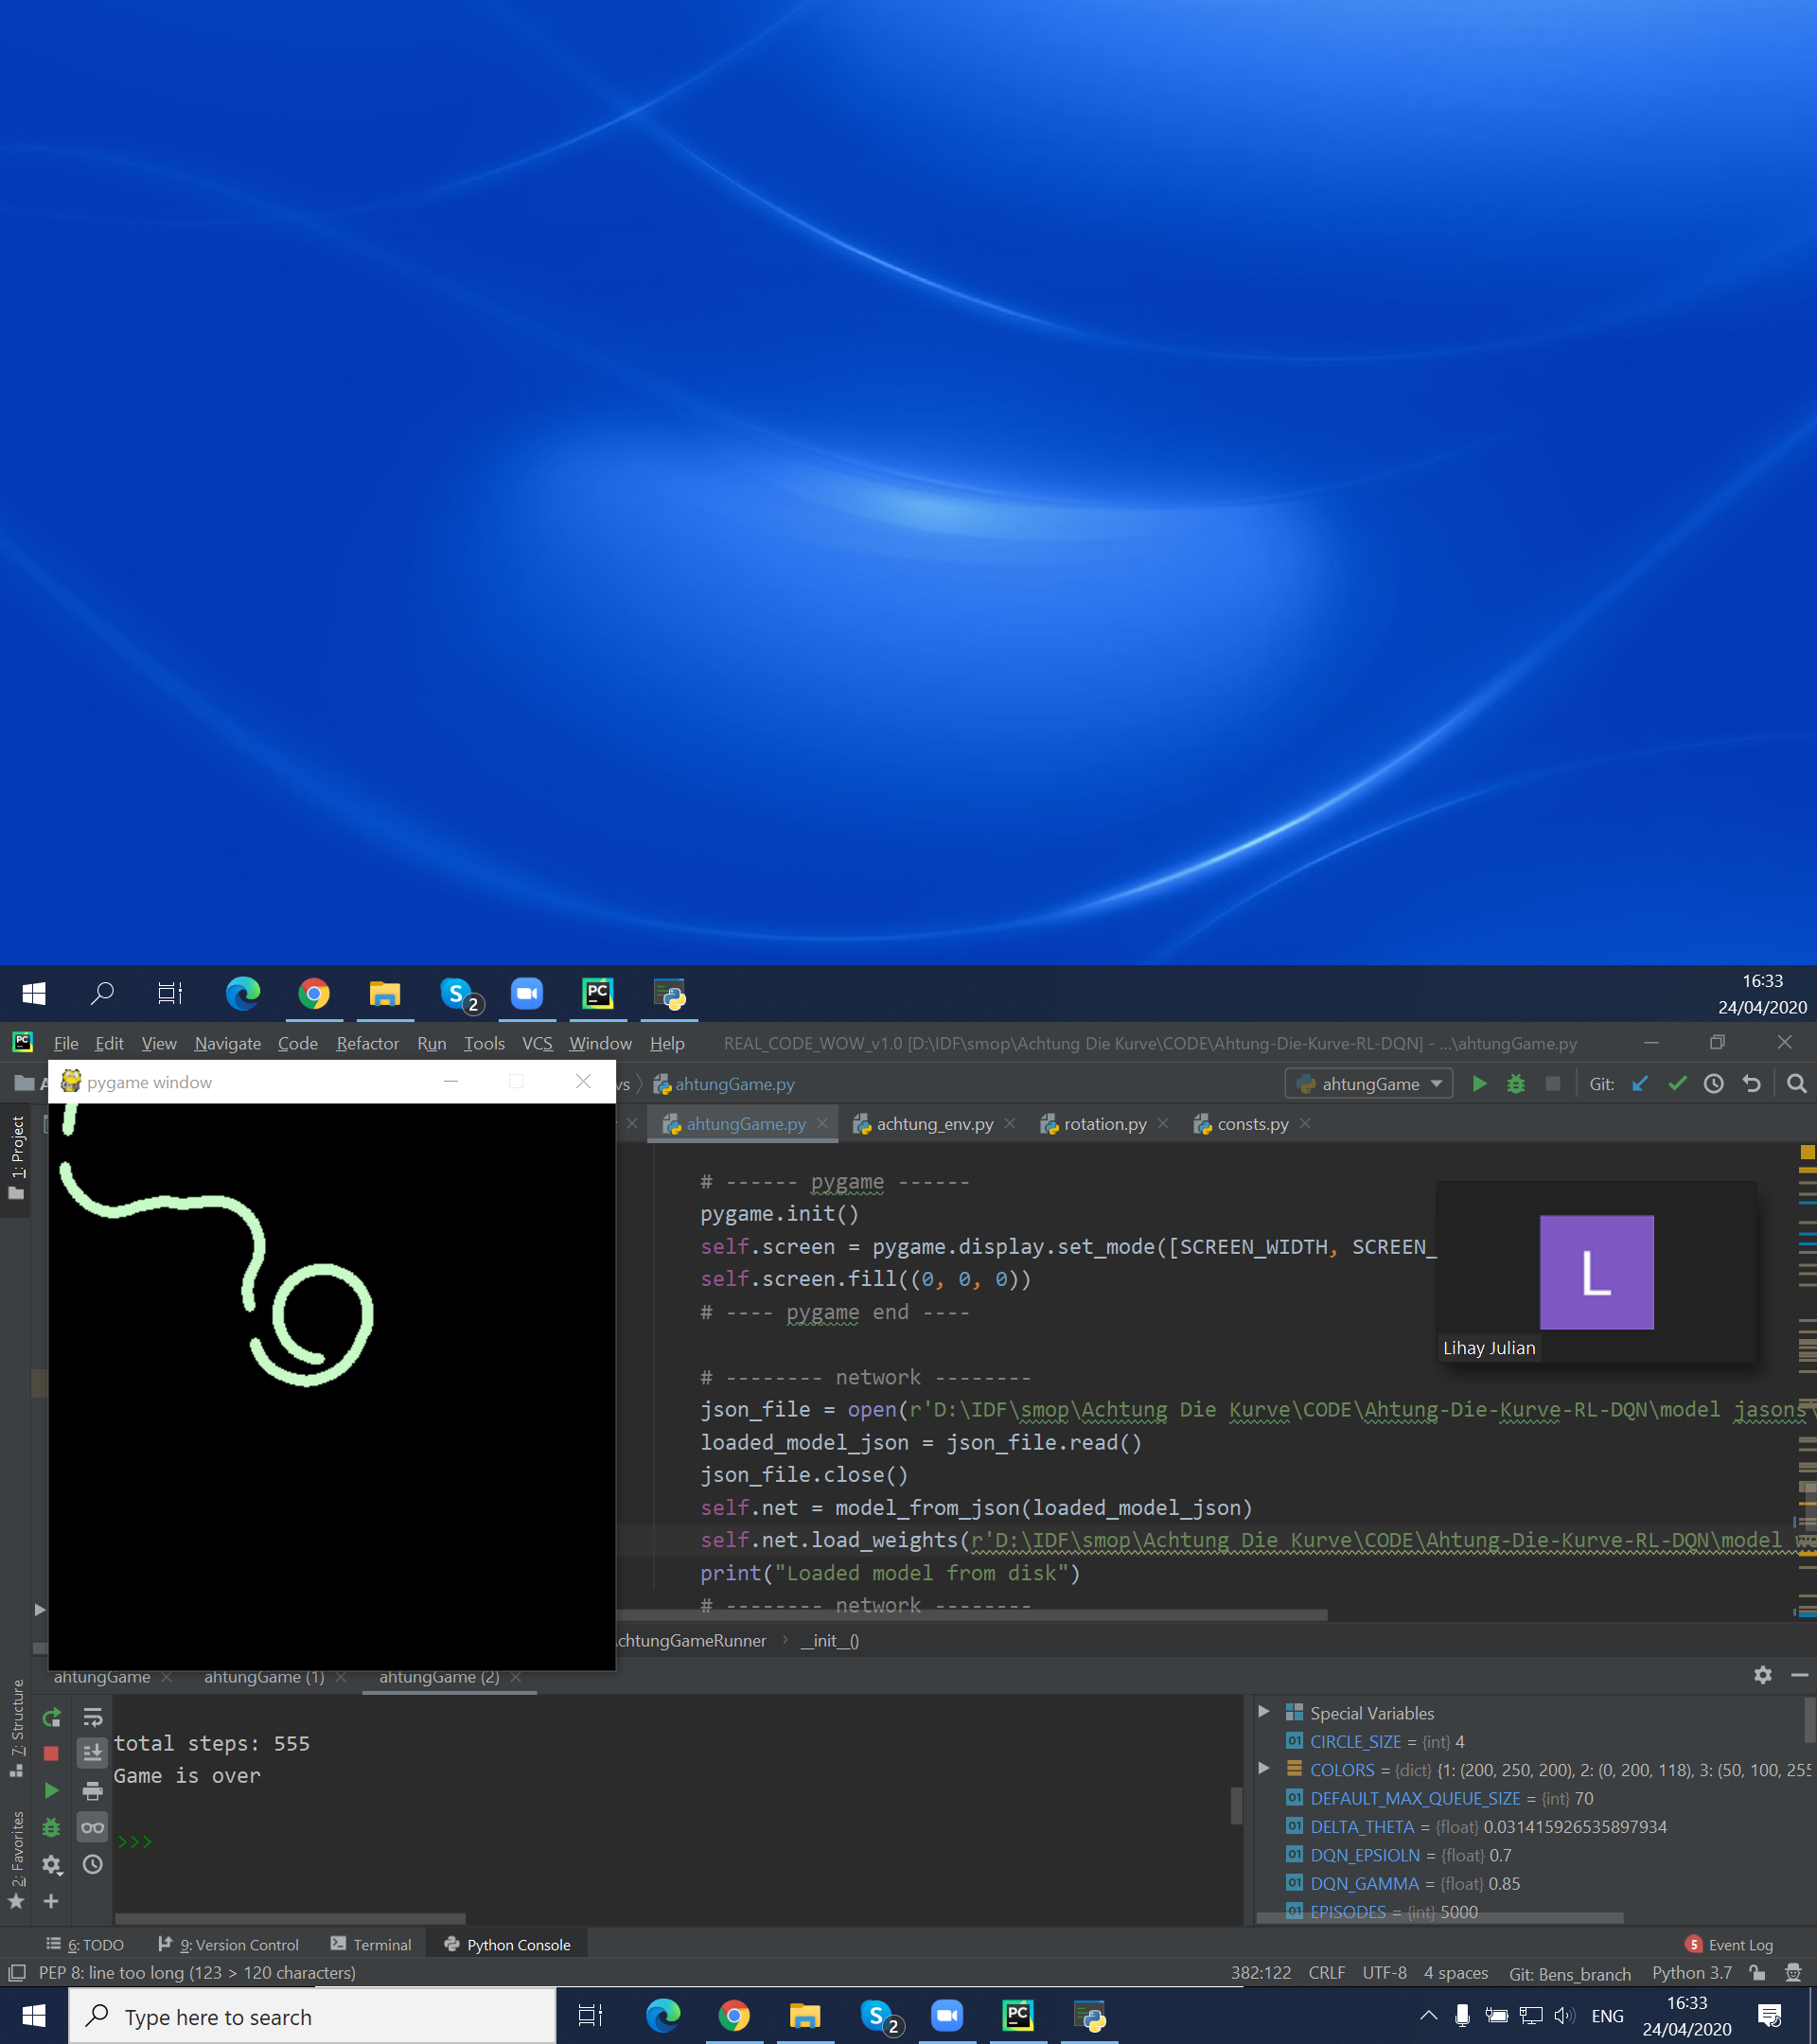 2
PC
16:33
24/04/2020
PC
File Edit View Navigate Code Refactor Run Tools VCS Window Help REAL_CODE_WOW_v1.0 [D:\IDF\smop\Achtung Die Kurve\CODE\Ahtung-Die-Kurve-RL-DQN] - ...\ahtungGame.py
pygame window
vs ahtungGame.py ahtungGame Git:
ahtungGame.py achtung_env.py rotation.py consts.py
1: Project
# ------ pygame ------
pygame.init()
self.screen = pygame.display.set_mode([SCREEN_WIDTH, SCREEN_
self.screen.fill((0, 0, 0))
# ---- pygame end ----
L
Lihay Julian
# -------- network --------
json_file = open(r'D:\IDF\smop\Achtung Die Kurve\CODE\Ahtung-Die-Kurve-RL-DQN\model jasons\
loaded_model_json = json_file.read()
json_file.close()
self.net = model_from_json(loaded_model_json)
self.net.load_weights(r'D:\IDF\smop\Achtung Die Kurve\CODE\Ahtung-Die-Kurve-RL-DQN\model we
print("Loaded model from disk")
# -------- network --------
chtungGameRunner › __init__()
ahtungGame ahtungGame (1) ahtungGame (2)
7: Structure
2: Favorites
total steps: 555
Game is over
>>>
Special Variables
CIRCLE_SIZE = {int} 4
COLORS = {dict} {1: (200, 250, 200), 2: (0, 200, 118), 3: (50, 100, 255
DEFAULT_MAX_QUEUE_SIZE = {int} 70
DELTA_THETA = {float} 0.031415926535897934
DQN_EPSIOLN = {float} 0.7
DQN_GAMMA = {float} 0.85
EPISODES = {int} 5000
6: TODO 9: Version Control Terminal Python Console 5 Event Log
PEP 8: line too long (123 > 120 characters) 382:122 CRLF UTF-8 4 spaces Git: Bens_branch Python 3.7
Type here to search 2 PC ENG 16:33
24/04/2020